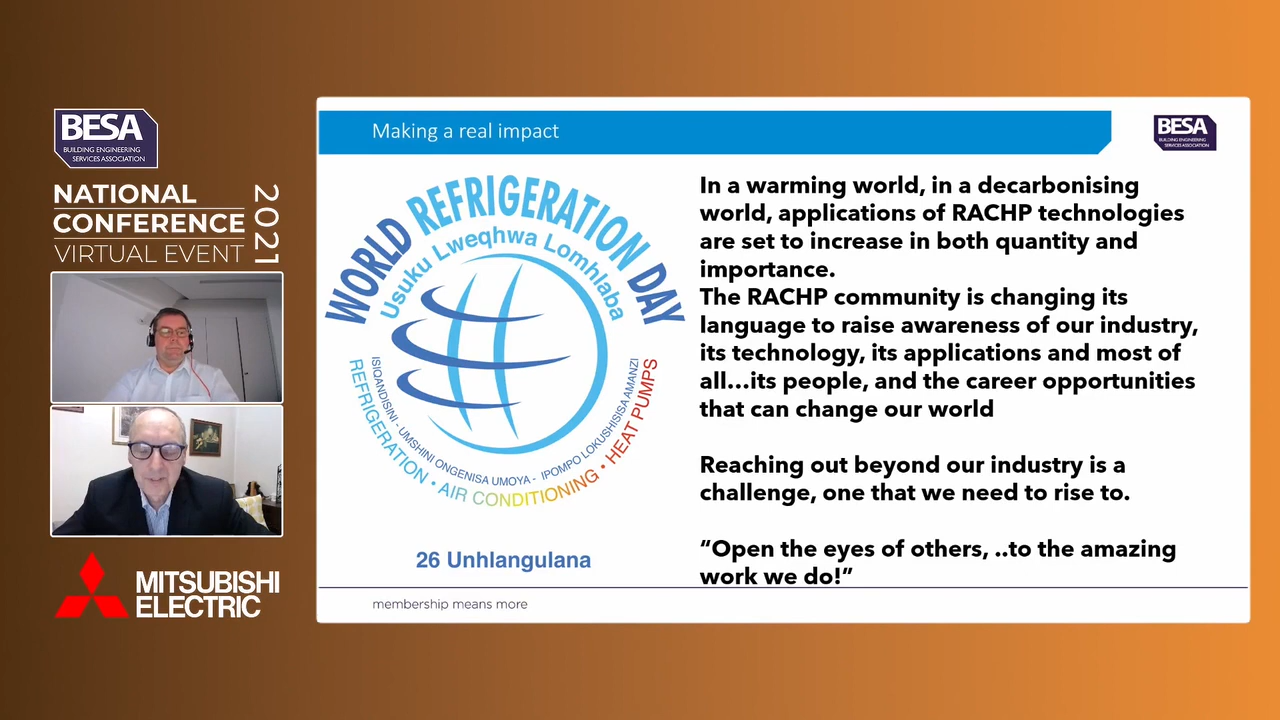 BESA
BUILDING ENGINEERING
SERVICES ASSOCIATION
NATIONAL
CONFERENCE
VIRTUAL EVENT
2021
MITSUBISHI
ELECTRIC
Making a real impact
BESA
BUILDING ENGINEERING
SERVICES ASSOCIATION
WORLD REFRIGERATION DAY
Usuku Lweqhwa Lomhlaba
ISIQANDISINI - UMSHINI ONGENISA UMOYA - IPOMPO LOKUSHISISA AMANZI
REFRIGERATION • AIR CONDITIONING • HEAT PUMPS
26 Unhlangulana
In a warming world, in a decarbonising
world, applications of RACHP technologies
are set to increase in both quantity and
importance.
The RACHP community is changing its
language to raise awareness of our industry,
its technology, its applications and most of
all…its people, and the career opportunities
that can change our world
Reaching out beyond our industry is a
challenge, one that we need to rise to.
“Open the eyes of others, ..to the amazing
work we do!”
membership means more